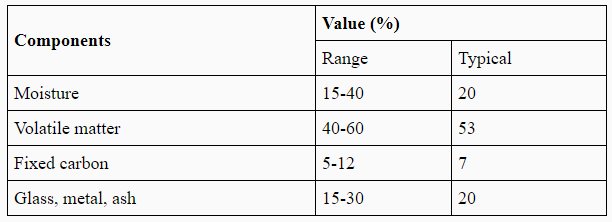 Components Value (%)
Range Typical
Moisture 15-40 20
Volatile matter 40-60 53
Fixed carbon 5-12 7
Glass, metal, ash 15-30 20